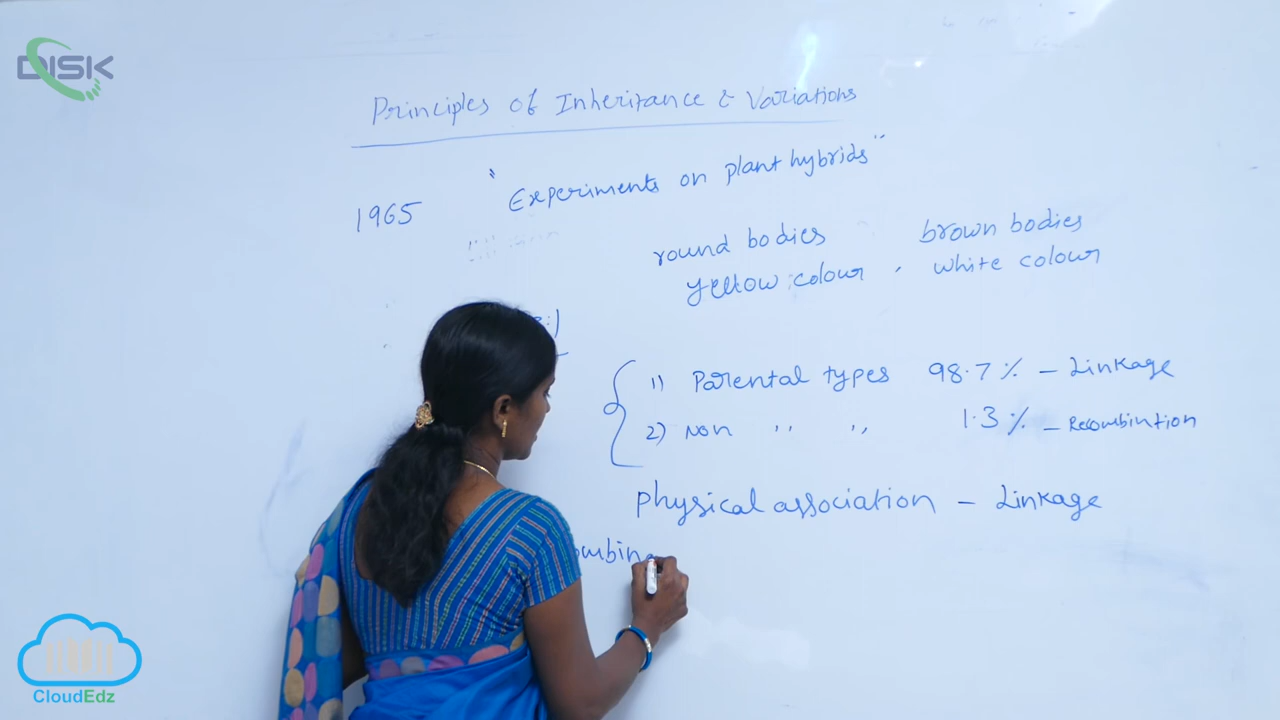 DISK
Principles of Inheritance & Variations
1965 "Experiments on plant hybrids"
round bodies brown bodies
yellow colour , white colour
1) Parental types 98.7% - Linkage
2) Non '' '' 1.3% - Recombintion
physical association - Linkage
CloudEdz